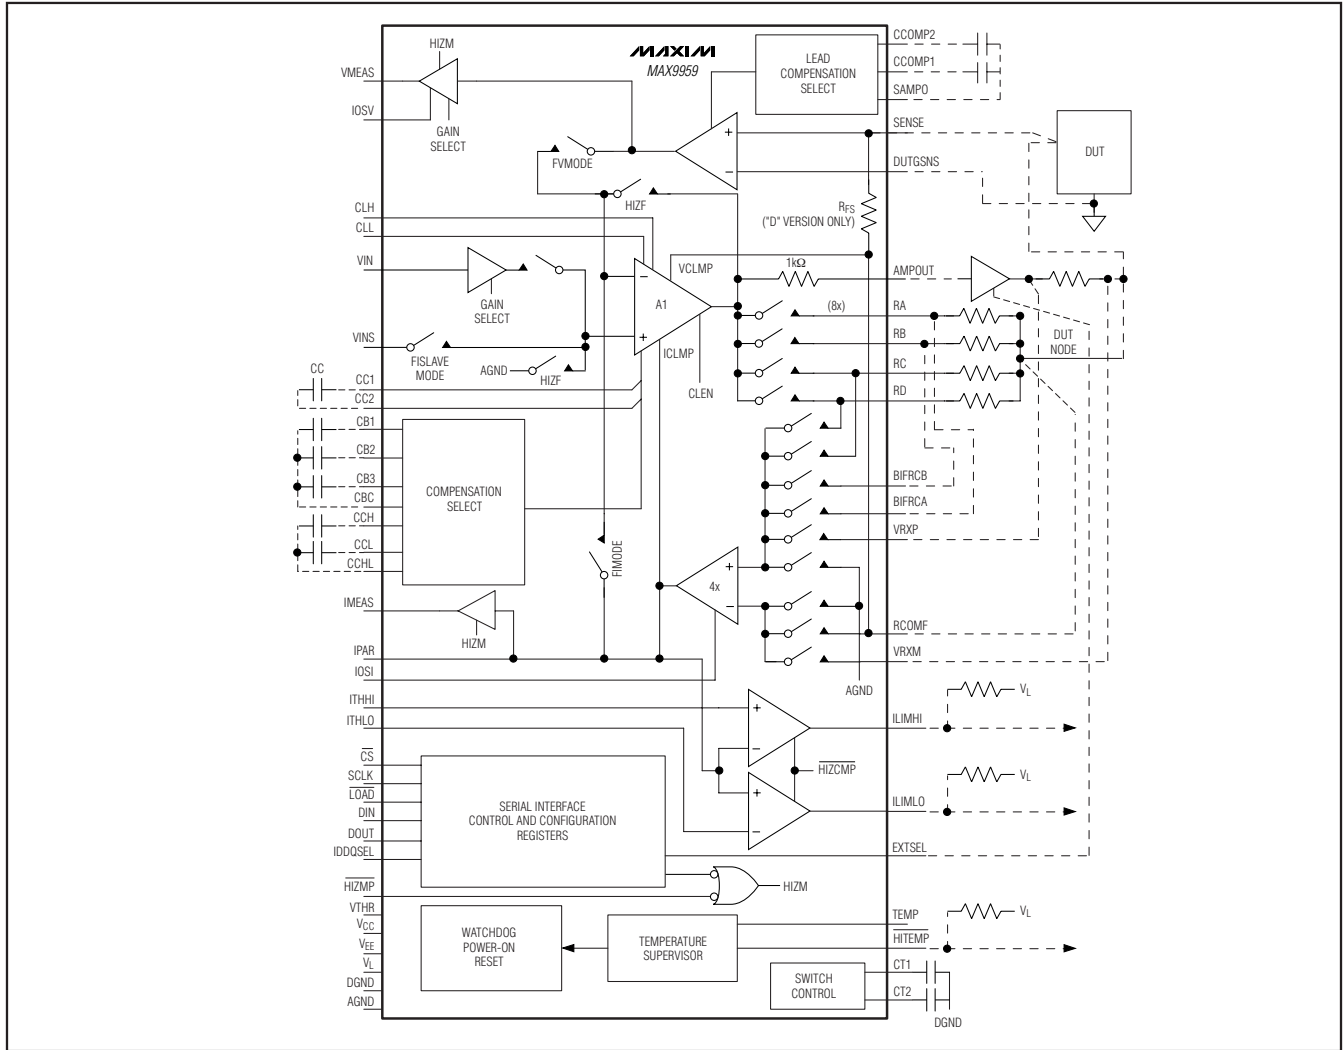 MAXIM
MAX9959
HIZM
VMEAS
IOSV
GAIN
SELECT
LEAD
COMPENSATION
SELECT
CCOMP2
CCOMP1
SAMPO
SENSE
DUTGSNS
DUT
FVMODE
HIZF
RFS
("D" VERSION ONLY)
CLH
CLL
VIN
GAIN
SELECT
VINS
FISLAVE
MODE
AGND
HIZF
VCLMP
A1
ICLMP
CLEN
1kΩ
AMPOUT
(8x)
RA
RB
RC
RD
DUT
NODE
CC
CC1
CC2
CB1
CB2
CB3
CBC
CCH
CCL
CCHL
COMPENSATION
SELECT
BIFRCB
BIFRCA
VRXP
FIMODE
4x
IMEAS
HIZM
IPAR
IOSI
RCOMF
VRXM
AGND
ITHHI
ITHLO
VL
ILIMHI
HIZCMP
VL
ILIMLO
CS
SCLK
LOAD
DIN
DOUT
IDDQSEL
SERIAL INTERFACE
CONTROL AND CONFIGURATION
REGISTERS
EXTSEL
HIZMP
HIZM
VTHR
VCC
VEE
VL
DGND
AGND
WATCHDOG
POWER-ON
RESET
TEMPERATURE
SUPERVISOR
TEMP
HITEMP
VL
SWITCH
CONTROL
CT1
CT2
DGND